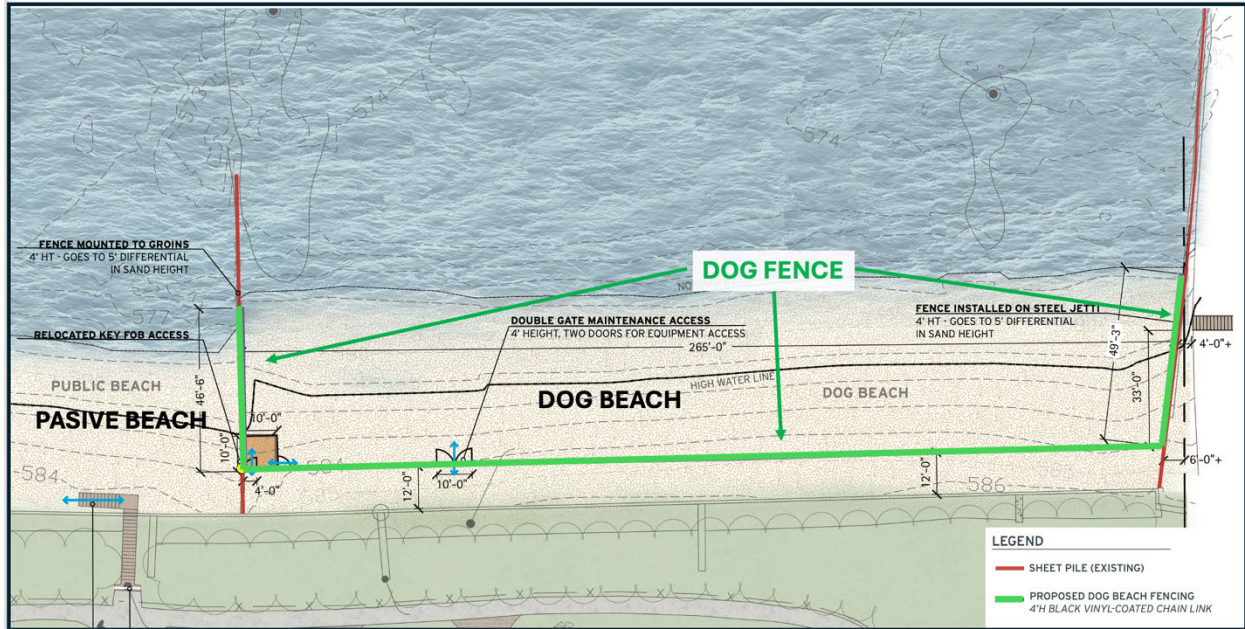 573
574
574
FENCE MOUNTED TO GROINS
4' HT - GOES TO 5' DIFFERENTIAL
IN SAND HEIGHT
DOG FENCE
NO
577
RELOCATED KEY FOB ACCESS
DOUBLE GATE MAINTENANCE ACCESS
4' HEIGHT, TWO DOORS FOR EQUIPMENT ACCESS
265'-0"
FENCE INSTALLED ON STEEL JETTI
4' HT - GOES TO 5' DIFFERENTIAL
IN SAND HEIGHT
49'-3"
33'-0"
4'-0"+
PUBLIC BEACH
46'-6"
HIGH WATER LINE
DOG BEACH
PASIVE BEACH
DOG BEACH
10'-0"
10'-0"
584
584
4'-0"
10'-0"
12'-0"
12'-0"
586
6'-0"+
LEGEND
SHEET PILE (EXISTING)
PROPOSED DOG BEACH FENCING
4'H BLACK VINYL-COATED CHAIN LINK